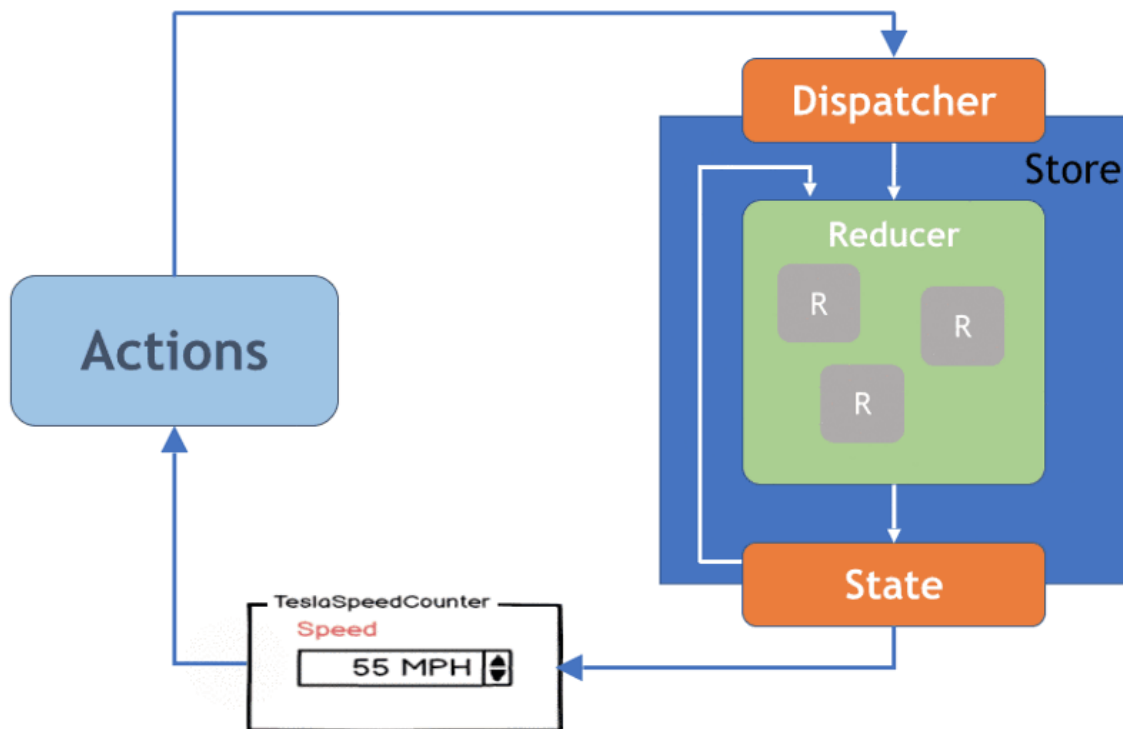 Dispatcher
Store
Reducer
R
R
R
Actions
State
TeslaSpeedCounter
Speed
55 MPH